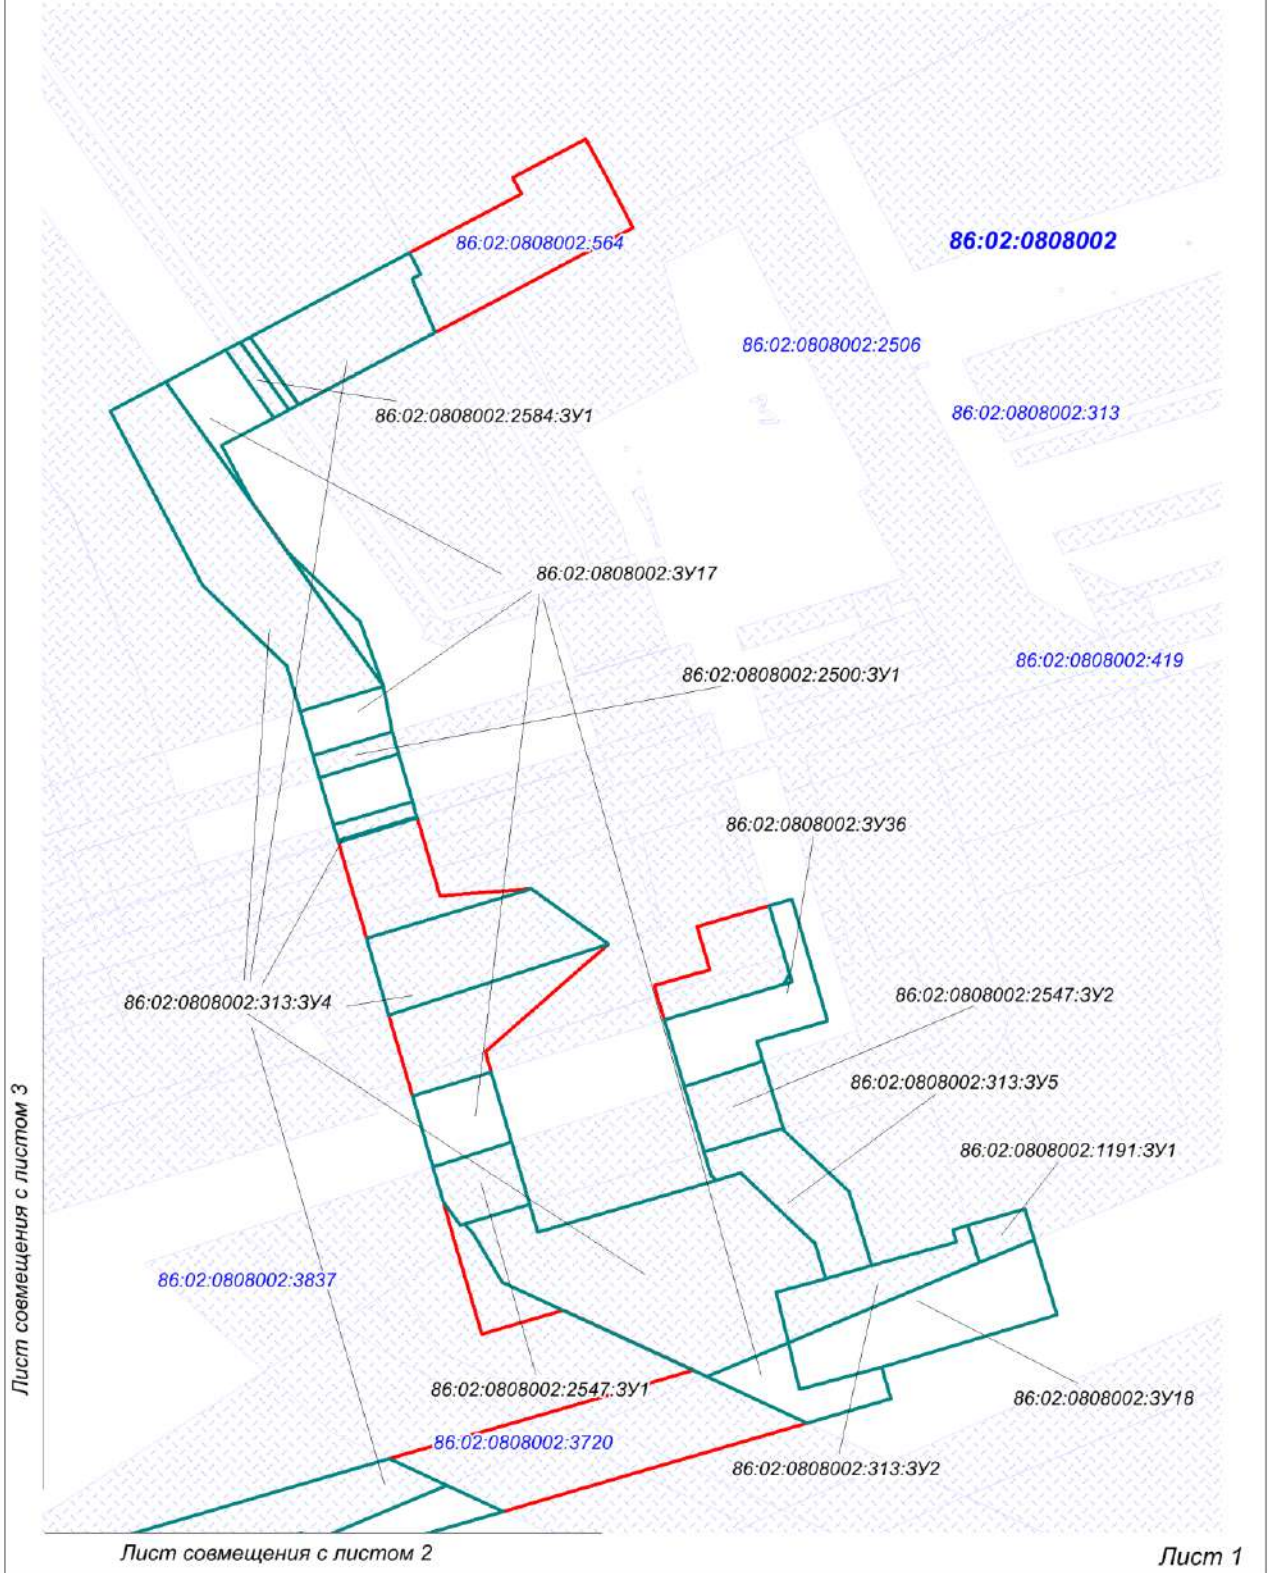 86:02:0808002:564
86:02:0808002
86:02:0808002:2506
86:02:0808002:2584:ЗУ1
86:02:0808002:313
86:02:0808002:ЗУ17
86:02:0808002:419
86:02:0808002:2500:ЗУ1
86:02:0808002:ЗУ36
86:02:0808002:313:ЗУ4
86:02:0808002:2547:ЗУ2
86:02:0808002:313:ЗУ5
86:02:0808002:1191:ЗУ1
Лист совмещения с листом 3
86:02:0808002:3837
86:02:0808002:2547:ЗУ1
86:02:0808002:ЗУ18
86:02:0808002:3720
86:02:0808002:313:ЗУ2
Лист совмещения с листом 2
Лист 1